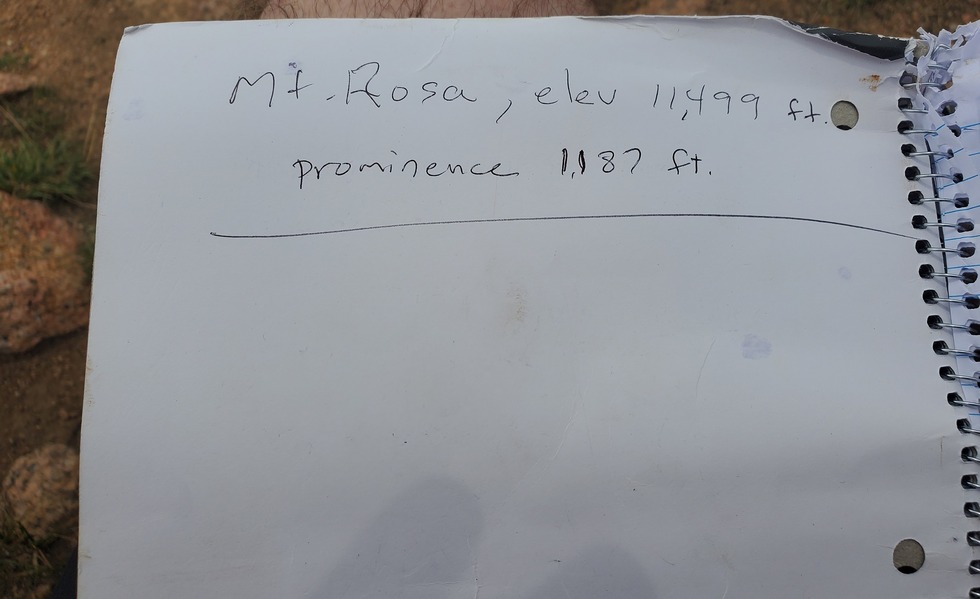 Mt. Rosa, elev 11,499 ft.
prominence 1,187 ft.